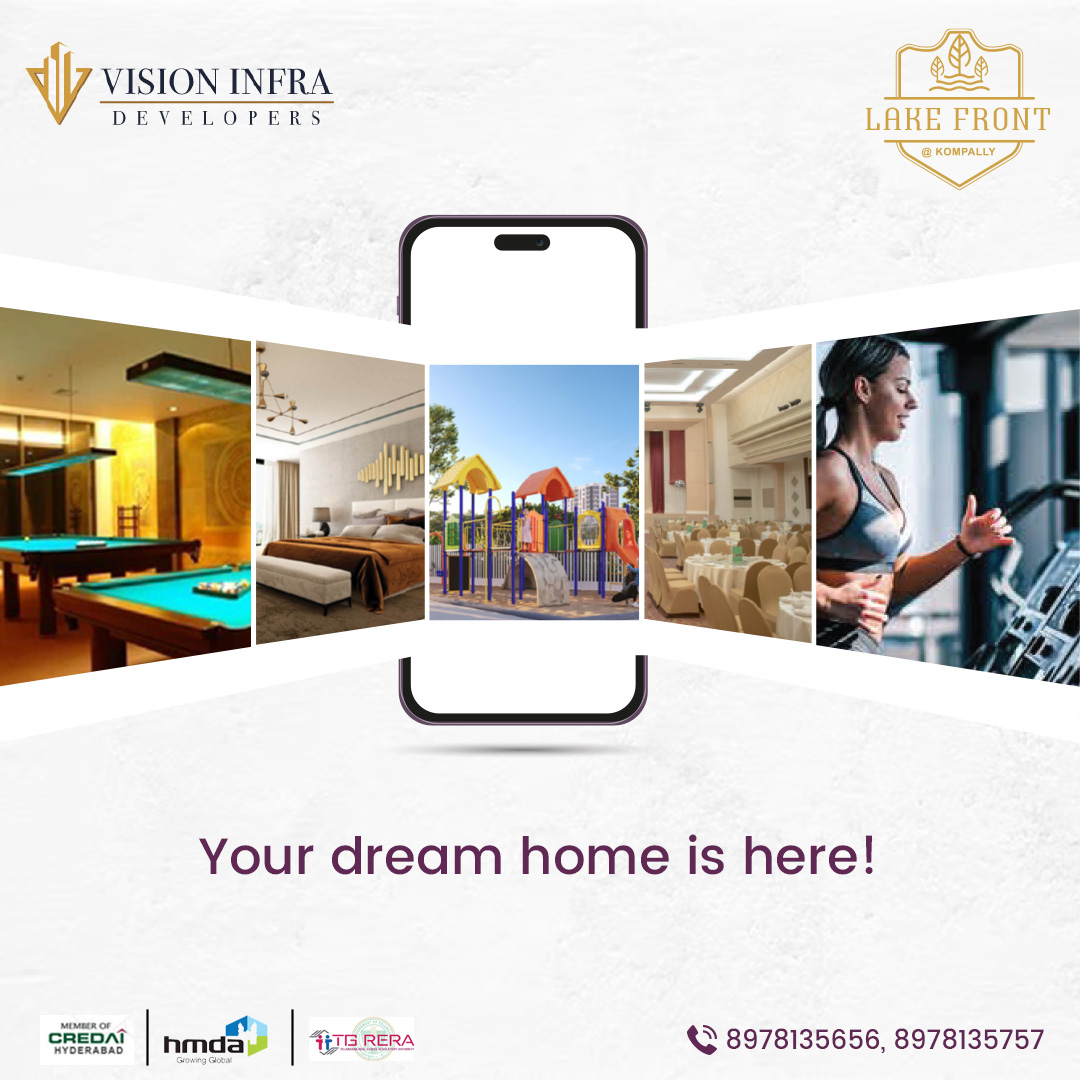 VISION INFRA
DEVELOPERS
LAKE FRONT
@ KOMPALLY
Your dream home is here!
MEMBER OF
CREDAI
HYDERABAD
hmda
Growing Global
TG RERA
8978135656, 8978135757